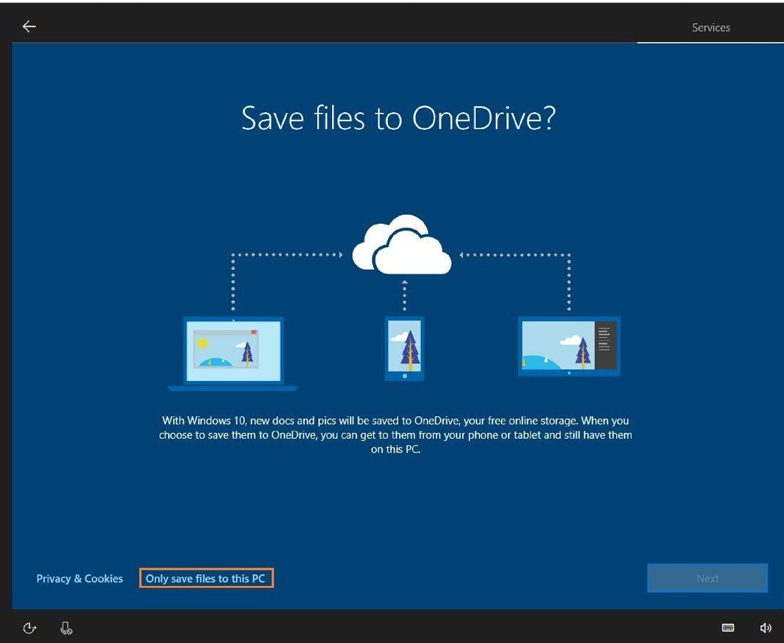 Services
Save files to OneDrive?
With Windows 10, new docs and pics will be saved to OneDrive, your free online storage. When you
choose to save them to OneDrive, you can get to them from your phone or tablet and still have them
on this PC.
Privacy & Cookies
Only save files to this PC
Next